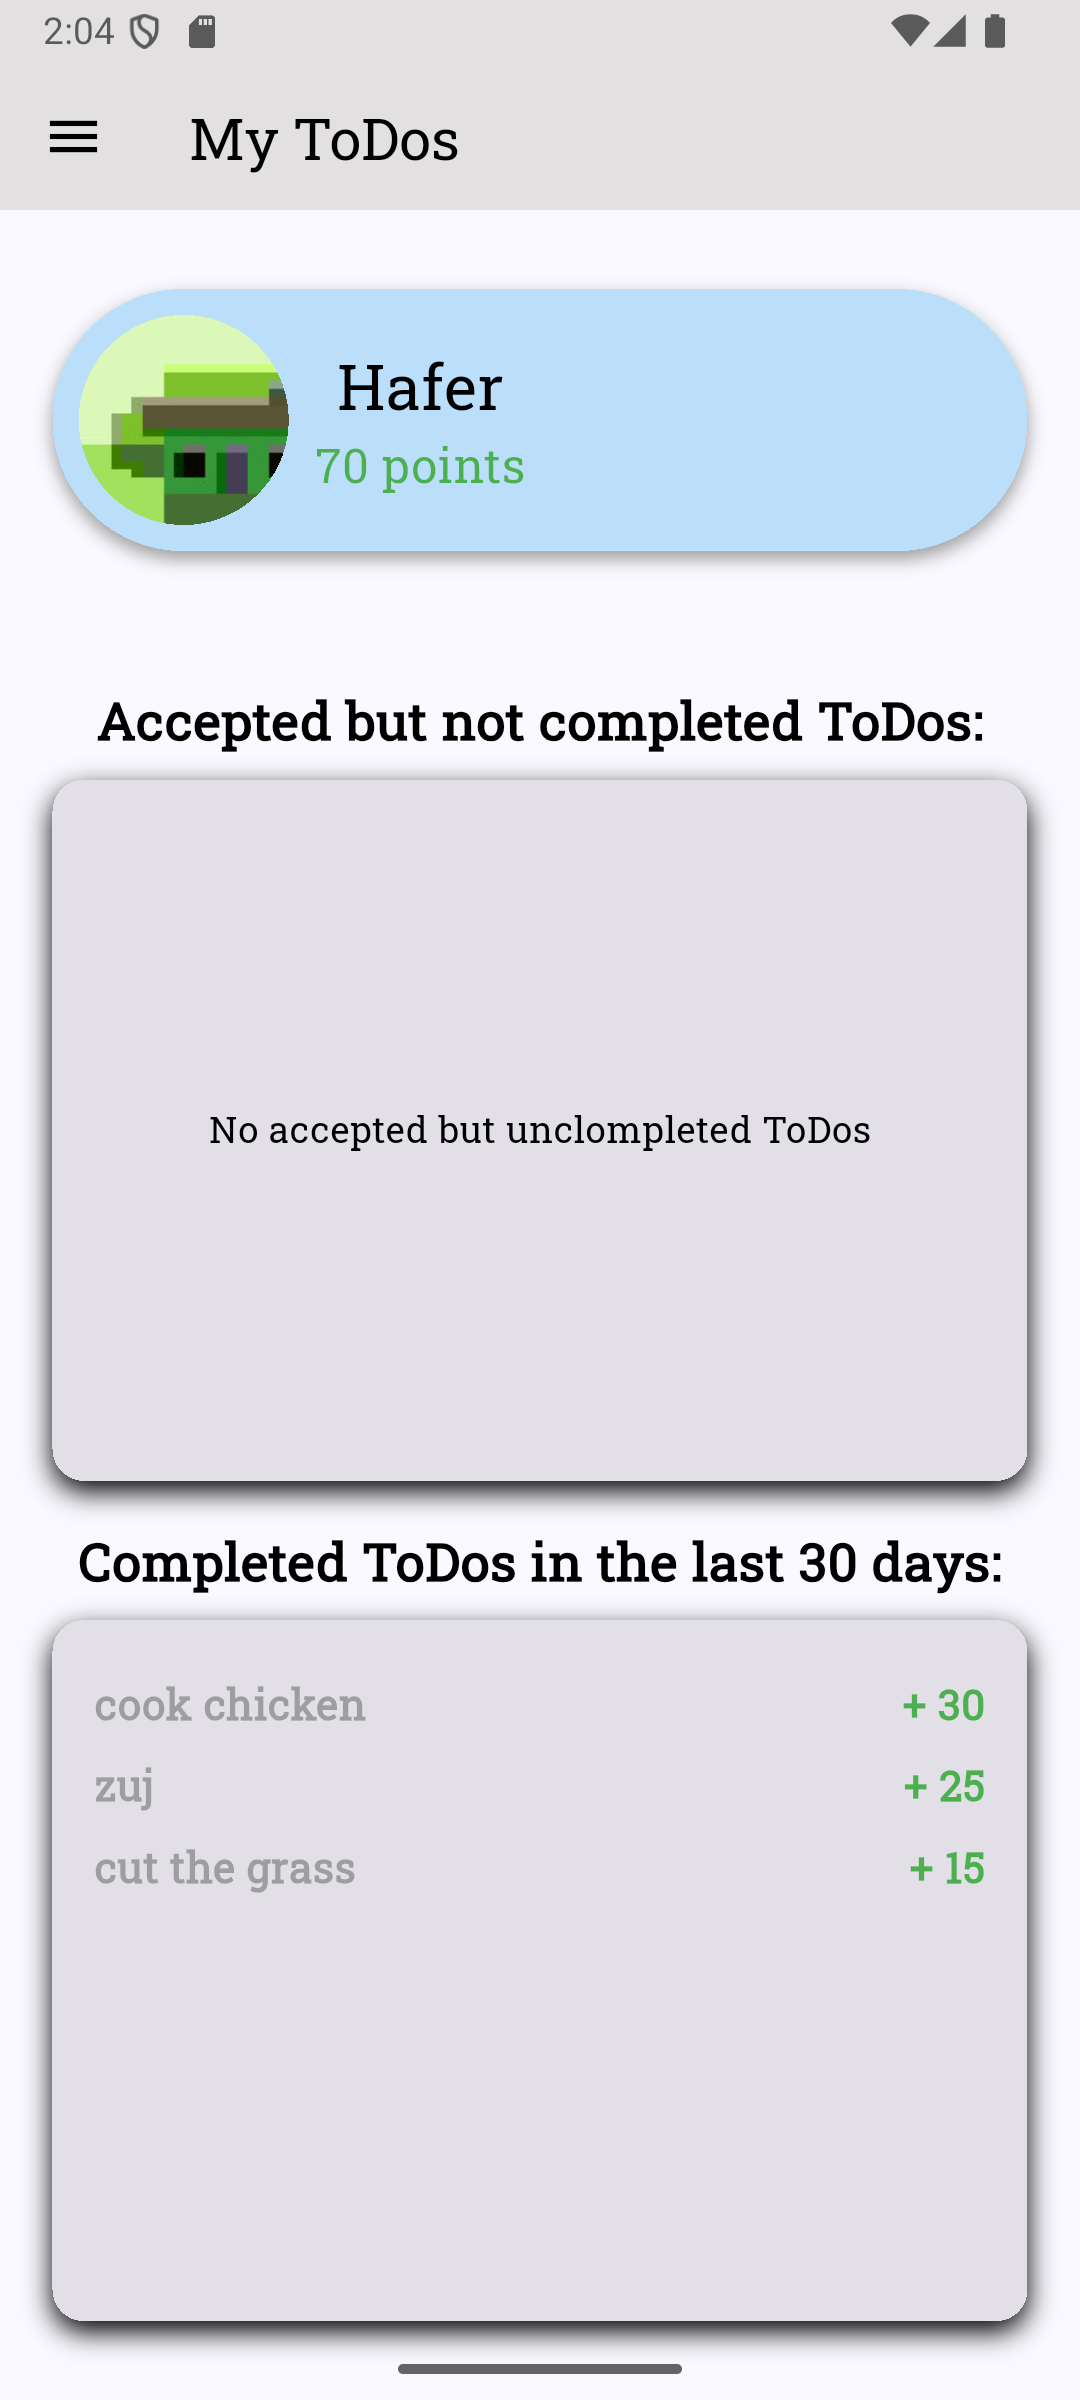 2:04
My ToDos
Hafer
70 points
Accepted but not completed ToDos:
No accepted but unclompleted ToDos
Completed ToDos in the last 30 days:
cook chicken + 30
zuj + 25
cut the grass + 15